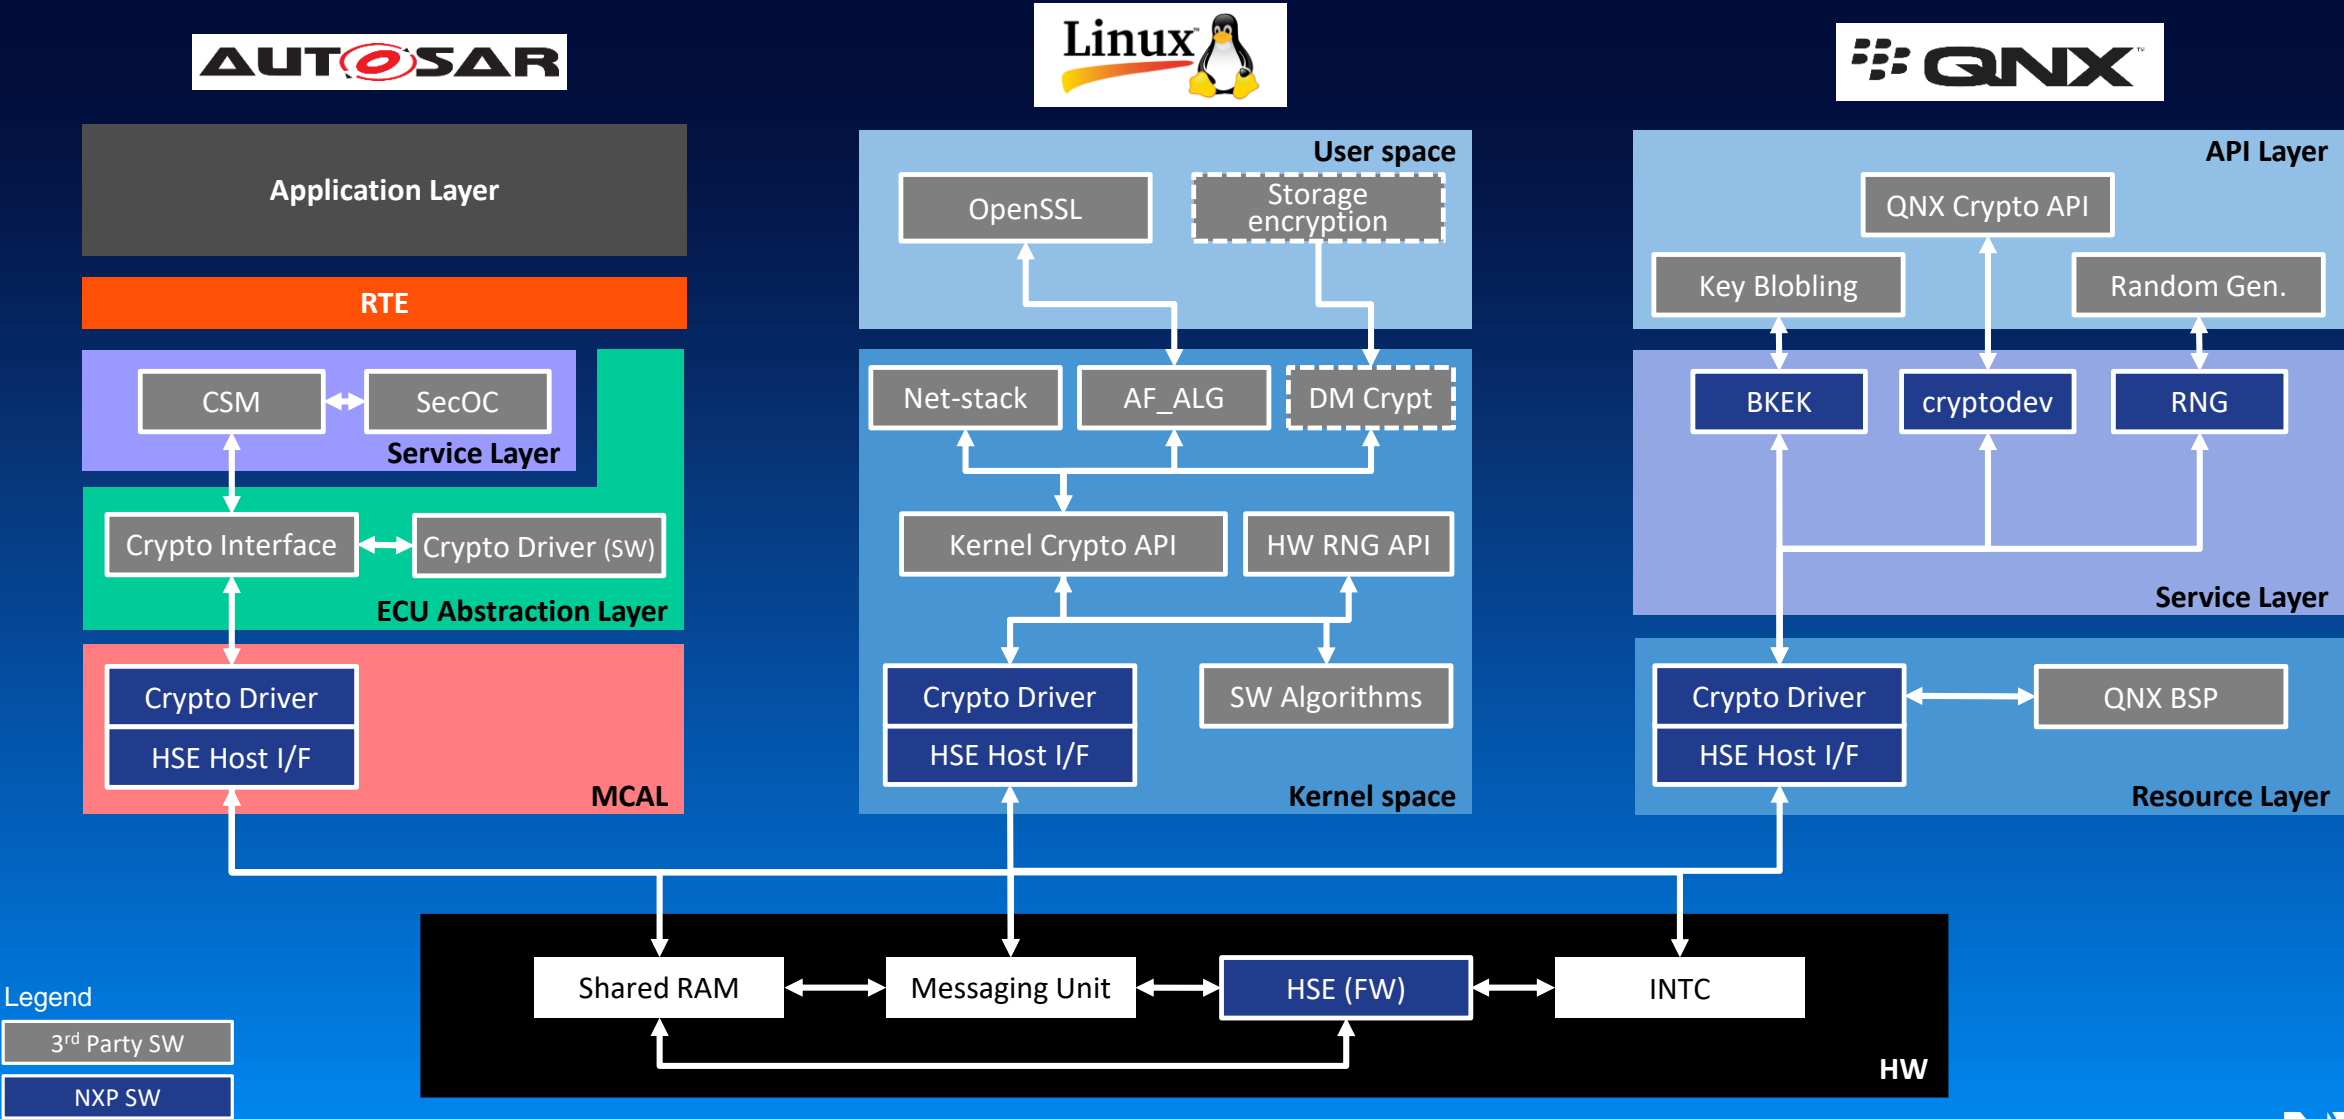 AUTOSAR
Linux™
QNX™
Application Layer
RTE
CSM
SecOC
Service Layer
Crypto Interface
Crypto Driver (SW)
ECU Abstraction Layer
Crypto Driver
HSE Host I/F
MCAL
User space
OpenSSL
Storage
encryption
Net-stack
AF_ALG
DM Crypt
Kernel Crypto API
HW RNG API
Crypto Driver
SW Algorithms
HSE Host I/F
Kernel space
API Layer
QNX Crypto API
Key Blobling
Random Gen.
BKEK
cryptodev
RNG
Service Layer
Crypto Driver
QNX BSP
HSE Host I/F
Resource Layer
Shared RAM
Messaging Unit
HSE (FW)
INTC
HW
Legend
3rd Party SW
NXP SW